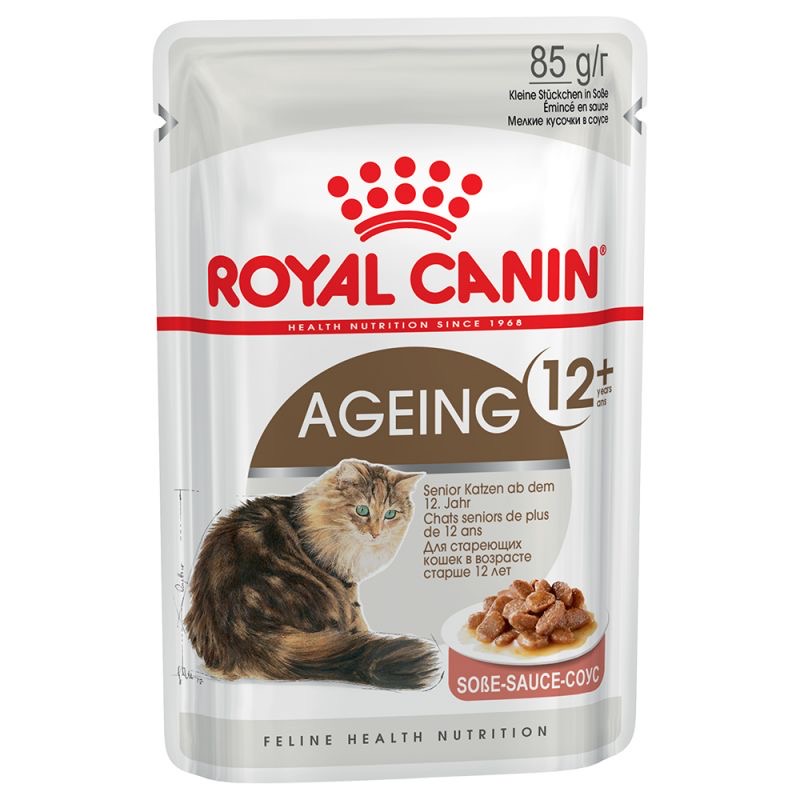 85 g/г
Kleine Stückchen in Soße
Émincé en sauce
Мелкие кусочки в соусе
ROYAL CANIN®
HEALTH NUTRITION SINCE 1968
AGEING
12+
years
ans
Senior Katzen ab dem
12. Jahr
Chats seniors de plus
de 12 ans
Для стареющих
кошек в возрасте
старше 12 лет
SOßE-SAUCE-СОУС
FELINE HEALTH NUTRITION